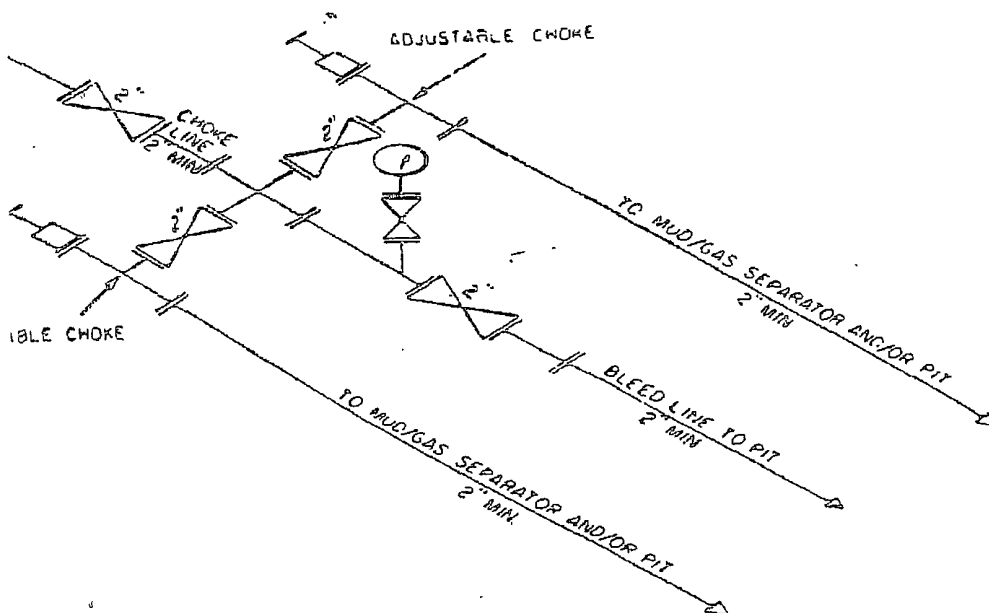 ADJUSTABLE CHOKE
2"
CHOKE
LINE
2" MIN
2"
P
2"
2"
IBLE CHOKE
TO MUD/GAS SEPARATOR AND/OR PIT
2" MIN
BLEED LINE TO PIT
2" MIN
TO MUD/GAS SEPARATOR AND/OR PIT
2" MIN.